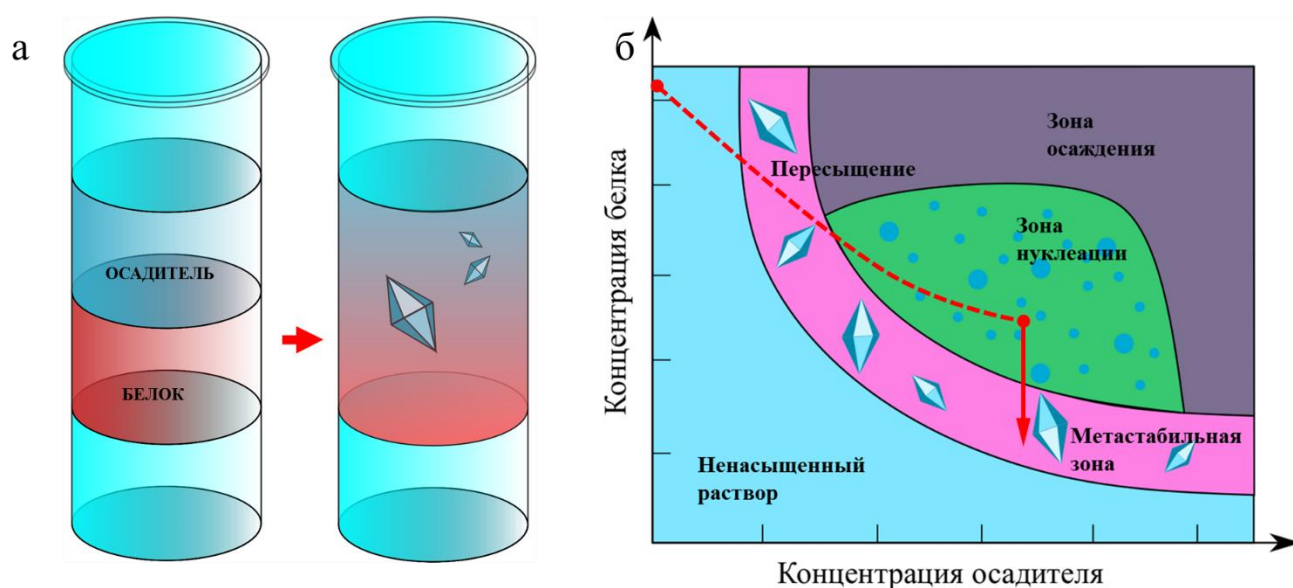 а
ОСАДИТЕЛЬ
БЕЛОК
б
Концентрация белка
Зона
осаждения
Пересыщение
Зона
нуклеации
Метастабильная
зона
Ненасыщенный
раствор
Концентрация осадителя